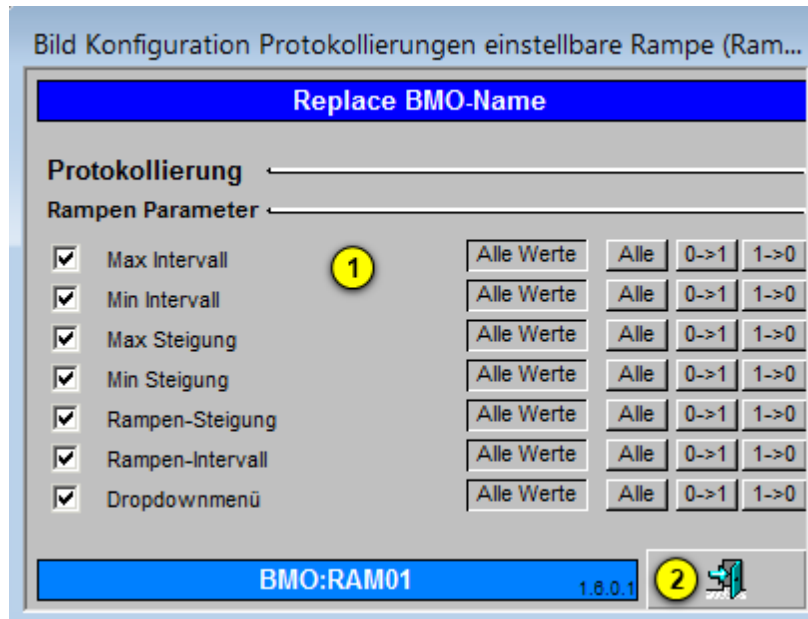 Bild Konfiguration Protokollierungen einstellbare Rampe (Ram...
Replace BMO-Name
Protokollierung
Rampen Parameter
Max Intervall 1 Alle Werte Alle 0->1 1->0
Min Intervall Alle Werte Alle 0->1 1->0
Max Steigung Alle Werte Alle 0->1 1->0
Min Steigung Alle Werte Alle 0->1 1->0
Rampen-Steigung Alle Werte Alle 0->1 1->0
Rampen-Intervall Alle Werte Alle 0->1 1->0
Dropdownmenü Alle Werte Alle 0->1 1->0
BMO:RAM01 1.6.0.1 2